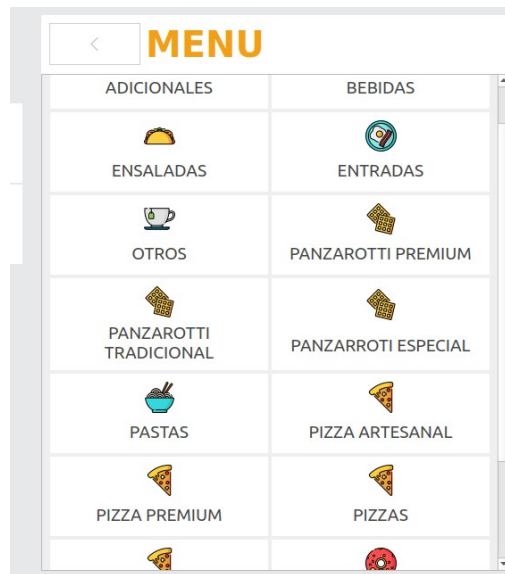 MENU
ADICIONALES
BEBIDAS
ENSALADAS
ENTRADAS
OTROS
PANZAROTTI PREMIUM
PANZAROTTI
TRADICIONAL
PANZARROTI ESPECIAL
PASTAS
PIZZA ARTESANAL
PIZZA PREMIUM
PIZZAS